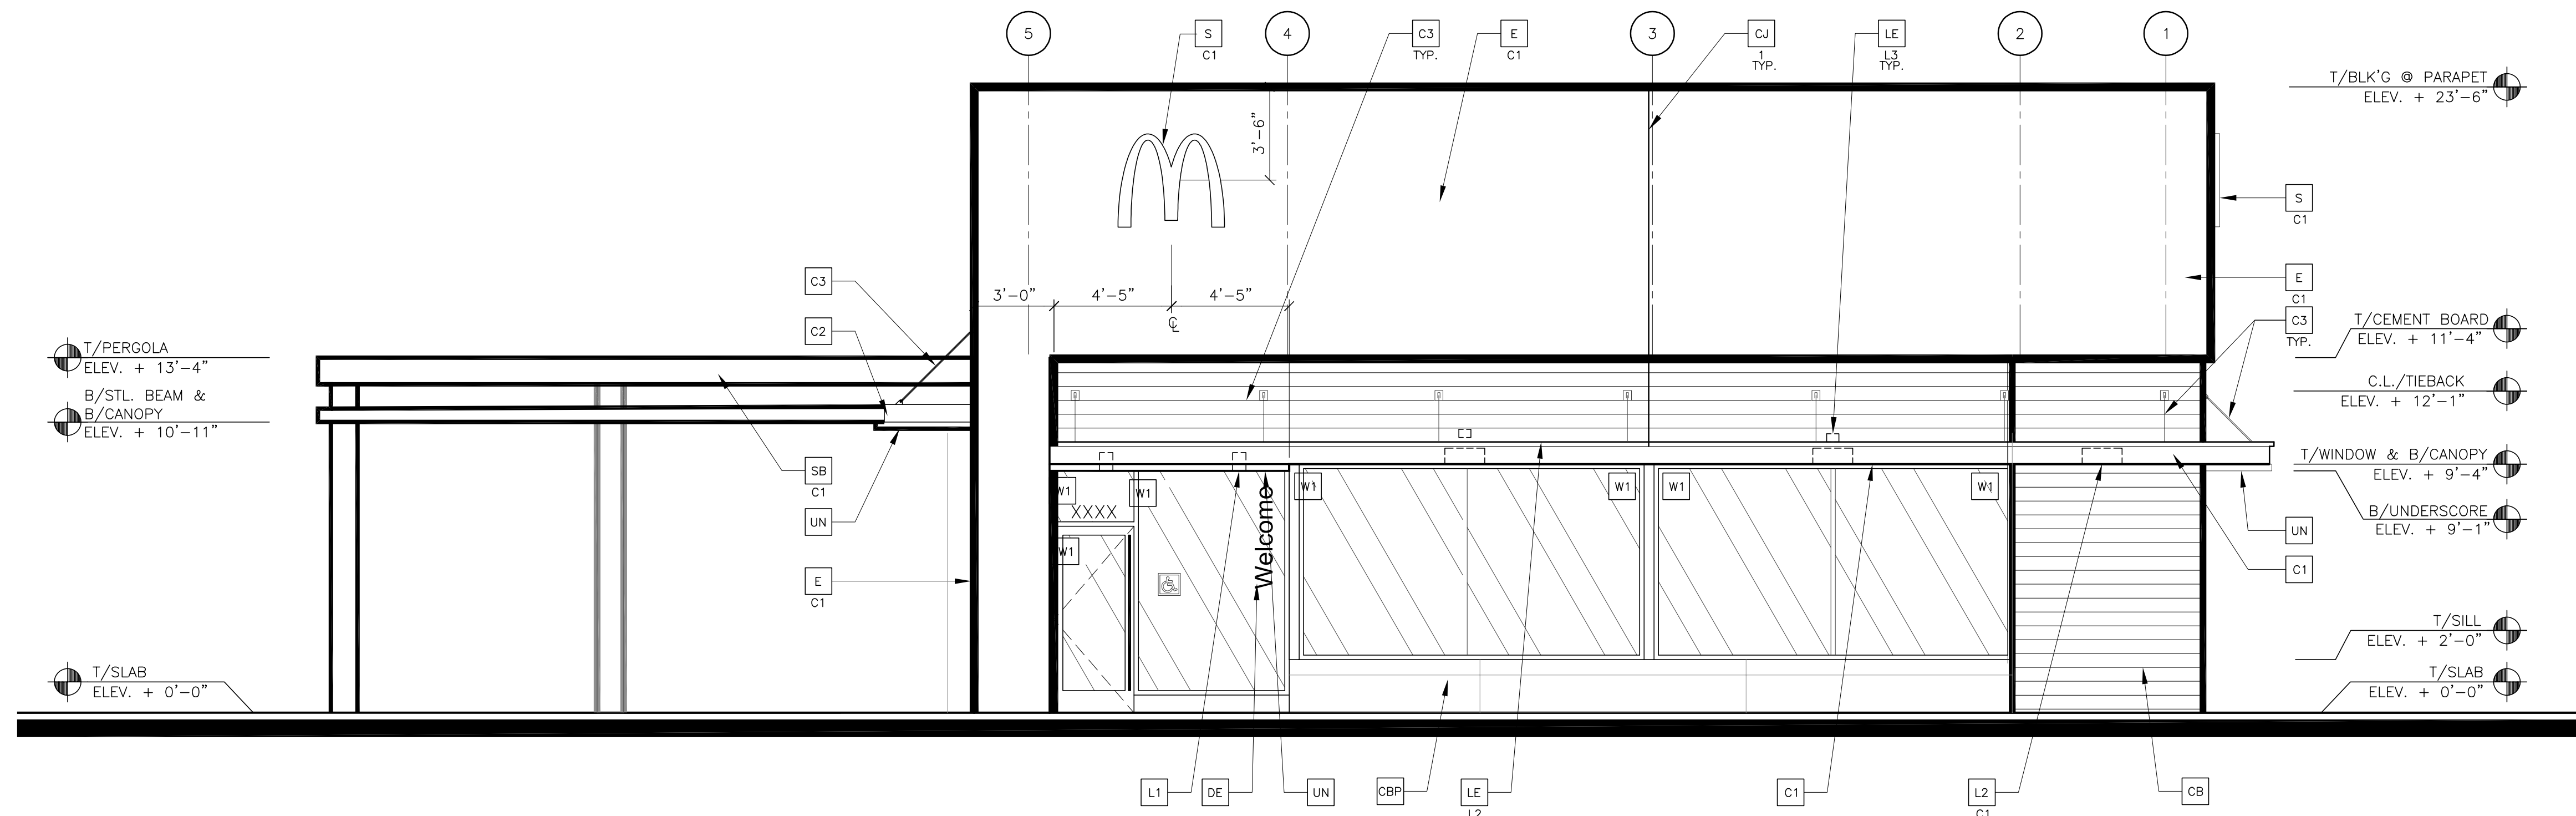 5
4
3
2
1
S
C1
C3
TYP.
E
C1
CJ
1
TYP.
LE
L3
TYP.
T/BLK'G @ PARAPET
ELEV. + 23'-6"
3'-6"
S
C1
C3
E
C1
3'-0"
4'-5"
4'-5"
℄
C2
C3
TYP.
T/CEMENT BOARD
ELEV. + 11'-4"
T/PERGOLA
ELEV. + 13'-4"
B/STL. BEAM &
B/CANOPY
ELEV. + 10'-11"
C.L./TIEBACK
ELEV. + 12'-1"
SB
C1
T/WINDOW & B/CANOPY
ELEV. + 9'-4"
W1
W1
W1
W1
W1
W1
XXXX
Welcome
B/UNDERSCORE
ELEV. + 9'-1"
UN
UN
W1
E
C1
C1
T/SILL
ELEV. + 2'-0"
T/SLAB
ELEV. + 0'-0"
T/SLAB
ELEV. + 0'-0"
L1
DE
UN
CBP
LE
L2
C1
L2
C1
CB